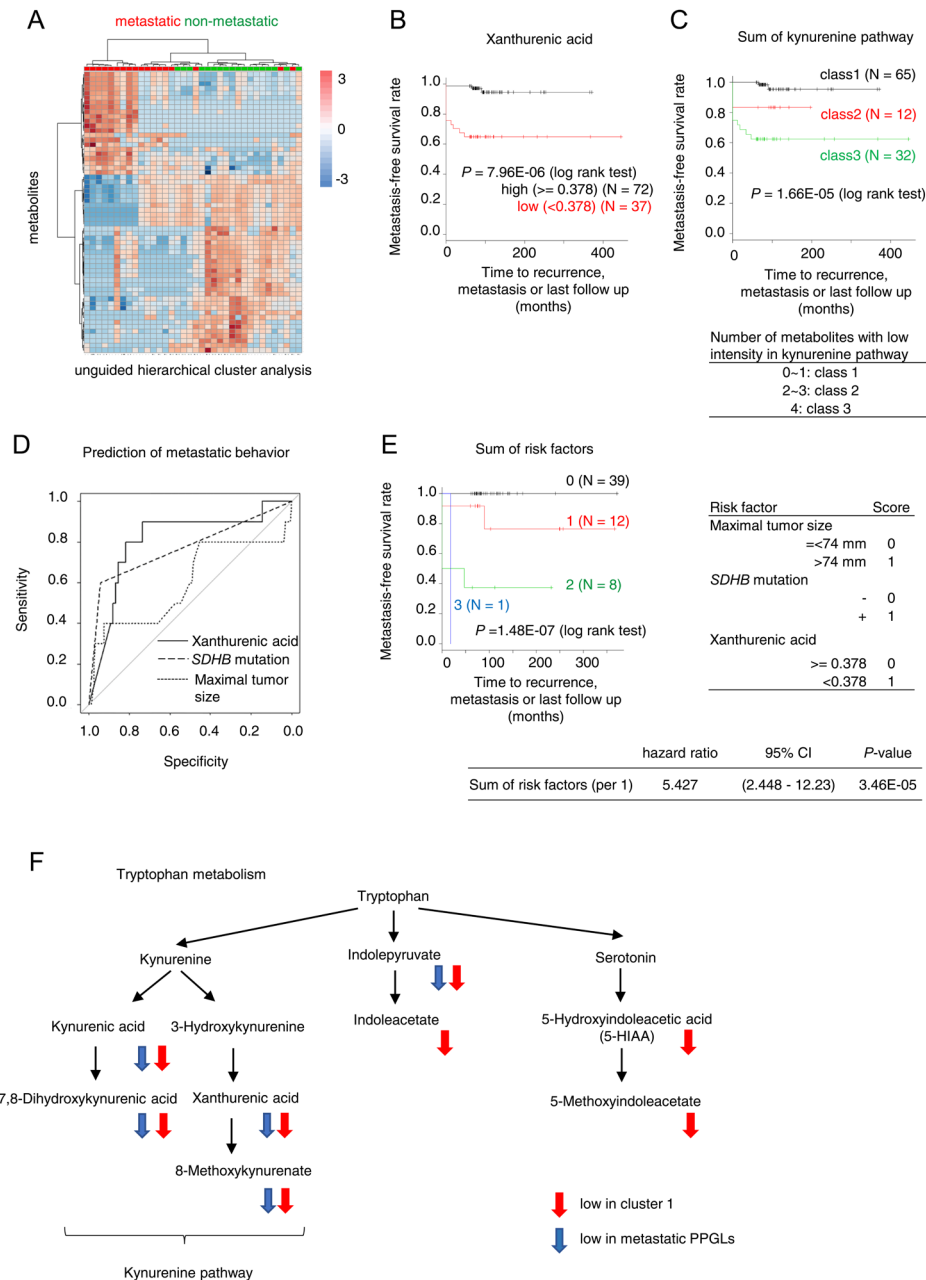 A
metastatic non-metastatic
3
0
-3
metabolites
unguided hierarchical cluster analysis
B
Xanthurenic acid
Metastasis-free survival rate
1.0
0.8
0.6
0.4
0.2
0.0
P = 7.96E-06 (log rank test)
high (>= 0.378) (N = 72)
low (<0.378) (N = 37)
0
200
400
Time to recurrence,
metastasis or last follow up
(months)
C
Sum of kynurenine pathway
Metastasis-free survival rate
1.0
0.8
0.6
0.4
0.2
0.0
class1 (N = 65)
class2 (N = 12)
class3 (N = 32)
P = 1.66E-05 (log rank test)
0
200
400
Time to recurrence,
metastasis or last follow up
(months)
Number of metabolites with low
intensity in kynurenine pathway
0~1: class 1
2~3: class 2
4: class 3
D
Prediction of metastatic behavior
Sensitivity
1.0
0.8
0.6
0.4
0.2
0.0
Xanthurenic acid
SDHB mutation
Maximal tumor
size
1.0
0.8
0.6
0.4
0.2
0.0
Specificity
E
Sum of risk factors
Metastasis-free survival rate
1.0
0.8
0.6
0.4
0.2
0.0
0 (N = 39)
1 (N = 12)
2 (N = 8)
3 (N = 1)
P =1.48E-07 (log rank test)
0
100
200
300
Time to recurrence,
metastasis or last follow up
(months)
Risk factor Score
Maximal tumor size
=<74 mm 0
>74 mm 1
SDHB mutation
- 0
+ 1
Xanthurenic acid
>= 0.378 0
<0.378 1
hazard ratio 95% CI P-value
Sum of risk factors (per 1) 5.427 (2.448 - 12.23) 3.46E-05
F
Tryptophan metabolism
Tryptophan
Kynurenine
Indolepyruvate
Serotonin
Kynurenic acid
3-Hydroxykynurenine
Indoleacetate
5-Hydroxyindoleacetic acid
(5-HIAA)
7,8-Dihydroxykynurenic acid
Xanthurenic acid
5-Methoxyindoleacetate
8-Methoxykynurenate
low in cluster 1
low in metastatic PPGLs
Kynurenine pathway